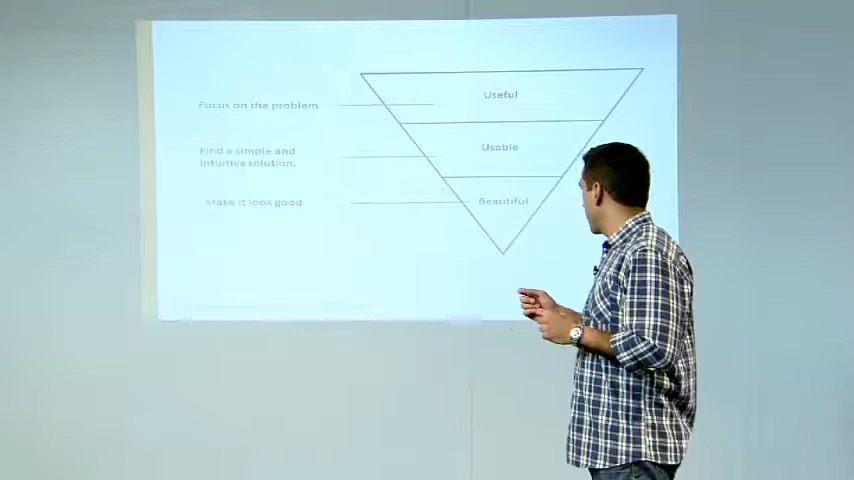 Useful
Focus on the problem
Usable
Find a simple and
intuitive solution.
Beautiful
Make it look good